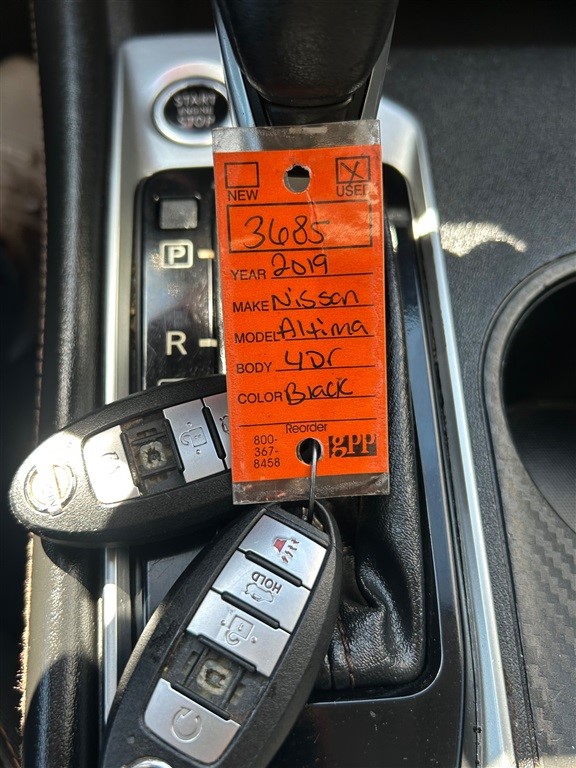 START
STOP
NEW
USED
3685
YEAR 2019
MAKE Nissan
MODEL Altima
BODY 4Dr
COLOR Black
Reorder
800-
367-
8458
gPP
P
R
HOLD